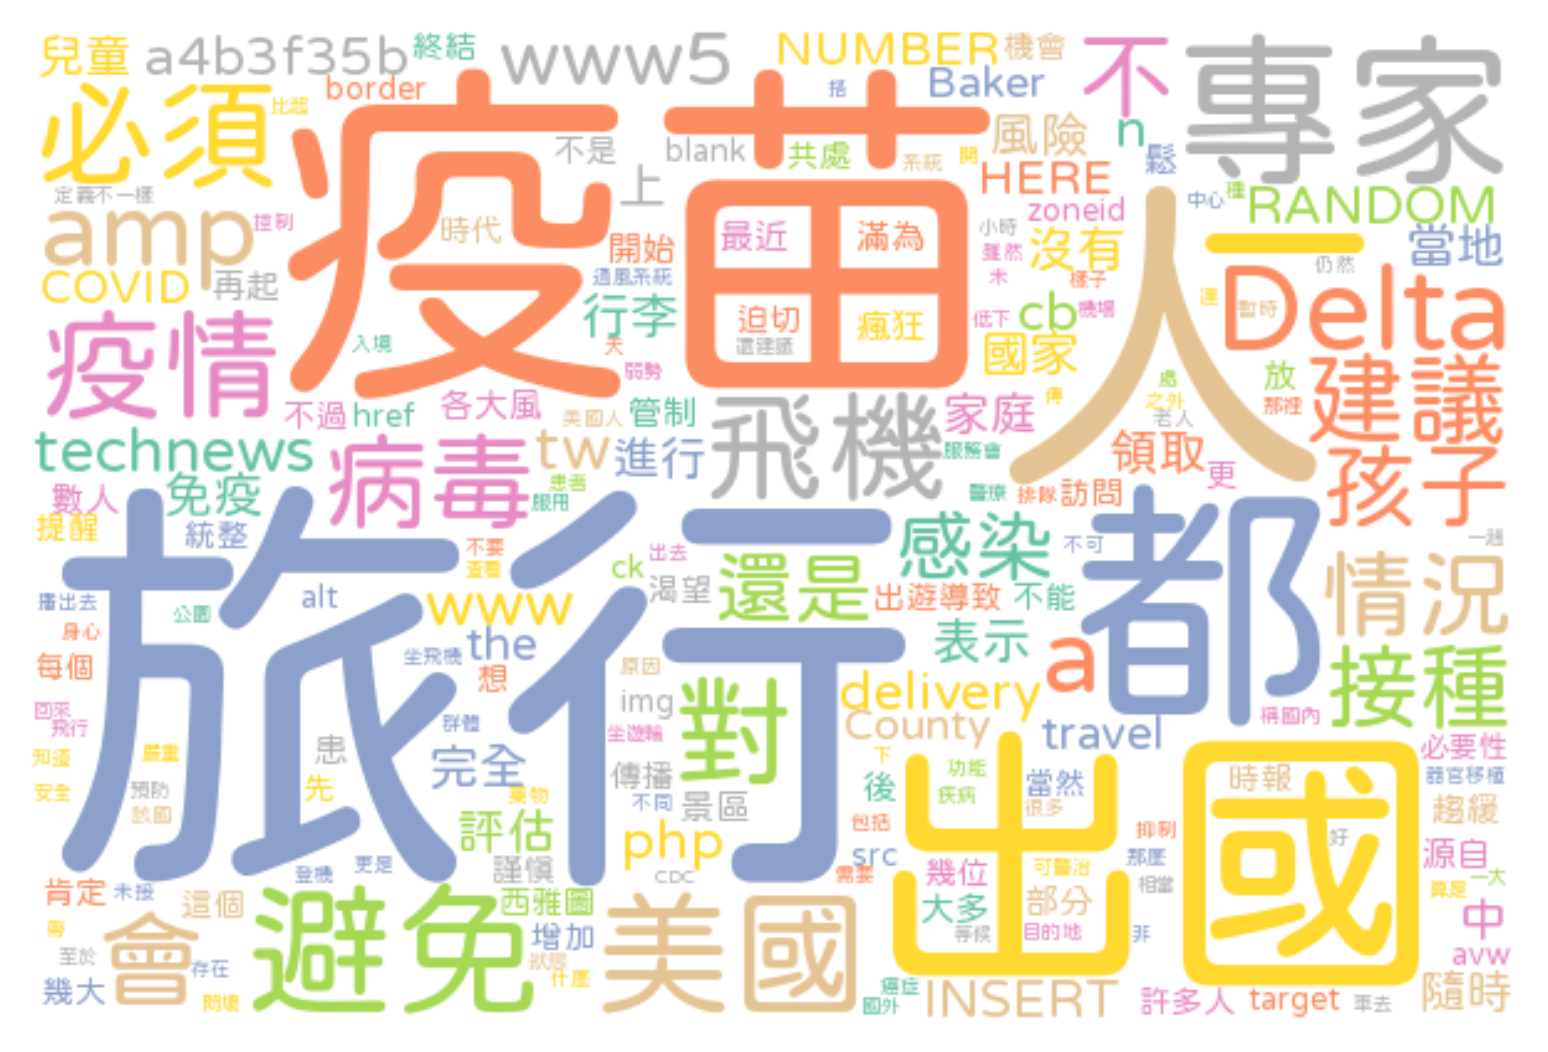 兒童 a4b3f35b 終結 www5 NUMBER 機會
border Baker 不 專家
必須 比起 疫苗 搭 風險 n
不是 blank 共處 系統 開 鬆
定義不一樣 上 HERE 中心 種 RANDOM
amp 控制 時代 最近 滿為 小時 zoneid 人 一 當地
COVID 再起 開始 通風系統 雖然 沒有 仍然
未 樣子 Delta
疫情 行李 迫切 瘋狂 低下 cb 機場 暫時
入境 天 國家
弱勢 處 放 建議
不過 href 各大風 美國人 管制 飛機 家庭 傳 之外 那裡
老人
technews 病毒 tw 進行 服務會 領取 更 孩子
數人 免疫 患者 服用 醫療 排隊 訪問
提醒 統整 旅行 不要 出去 感染 不可 都 一趟
查看 ck 渴望 還是 情況
播出去 公園 alt www 出遊導致 不能
身心 the 表示
每個 坐飛機 想 原因 a 接種
回來 img 對 delivery
飛行 群體 坐遊輪 County travel 稱國內 必要性
知道 嚴重 患 完全 下 出國
安全 預防 先 藥物 傳播 功能 當然 時報 器官移植
該國 不同 景區 後 疾病 很多 趨緩
評估 php 包括 抑制 好
更是 謹慎 CDC src 幾位 可醫治 那麼 源自
肯定 未接 登機 需要 相當 算是 一大
這個 避免 西雅圖 美國 大多 部分 中
會 增加 等候 目的地 非
至於 存在 狀態 avw
幾大 什麼 癌症 INSERT 隨時
國外 許多人 target 車去